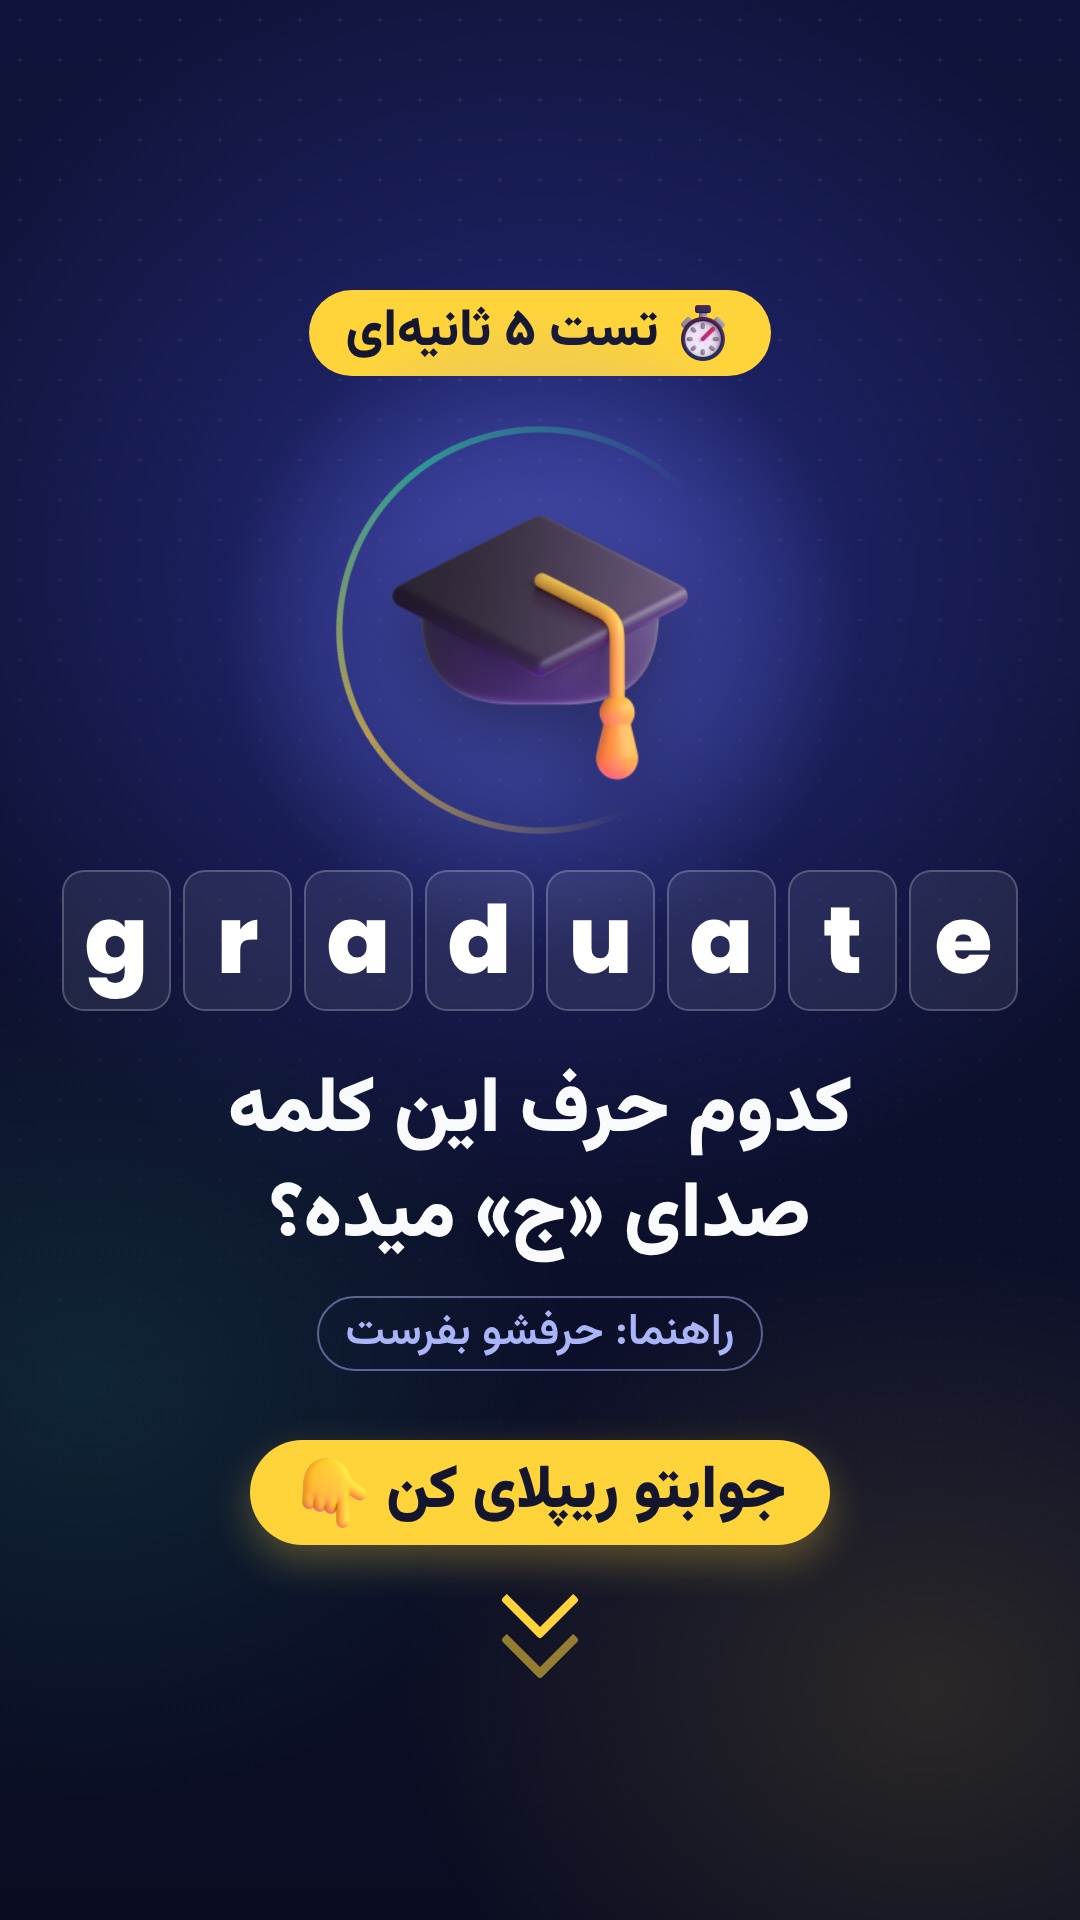 ⏱️ تست ۵ ثانیه‌ای
graduate
کدوم حرف این کلمه
صدای «ج» میده؟
راهنما: حرفشو بفرست
جوابتو ریپلای کن 👇